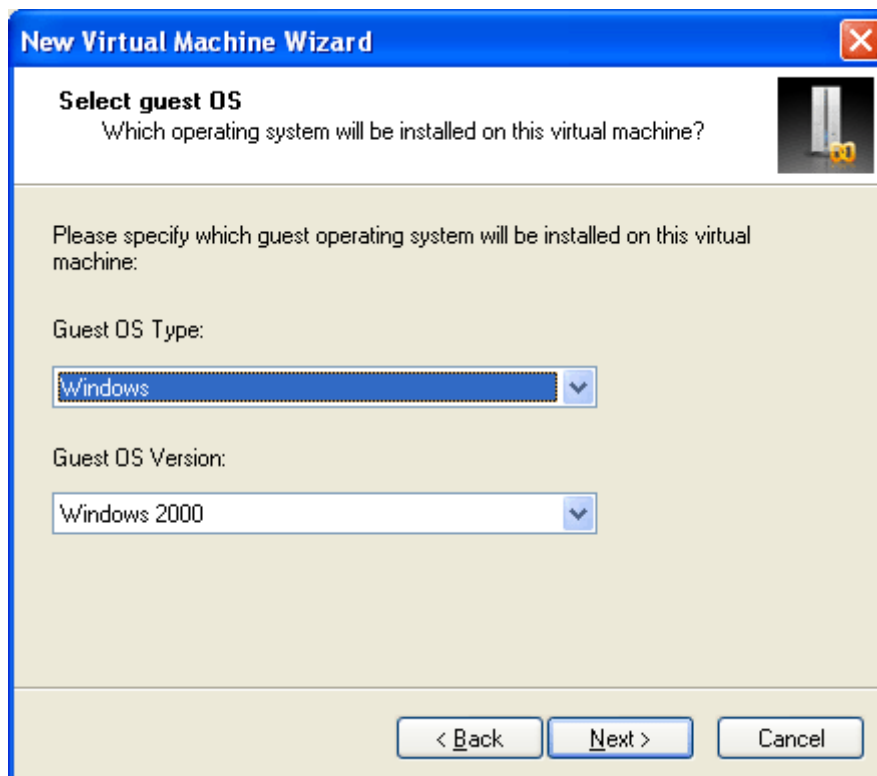 New Virtual Machine Wizard
Select guest OS
Which operating system will be installed on this virtual machine?
Please specify which guest operating system will be installed on this virtual
machine:
Guest OS Type:
Windows
Guest OS Version:
Windows 2000
< Back
Next >
Cancel